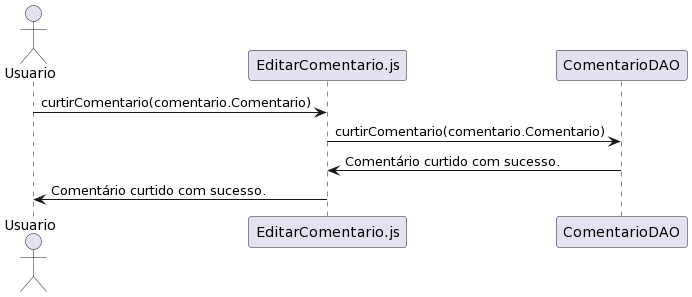 Usuario
EditarComentario.js
ComentarioDAO
curtirComentario(comentario.Comentario)
curtirComentario(comentario.Comentario)
Comentário curtido com sucesso.
Comentário curtido com sucesso.
Usuario
EditarComentario.js
ComentarioDAO